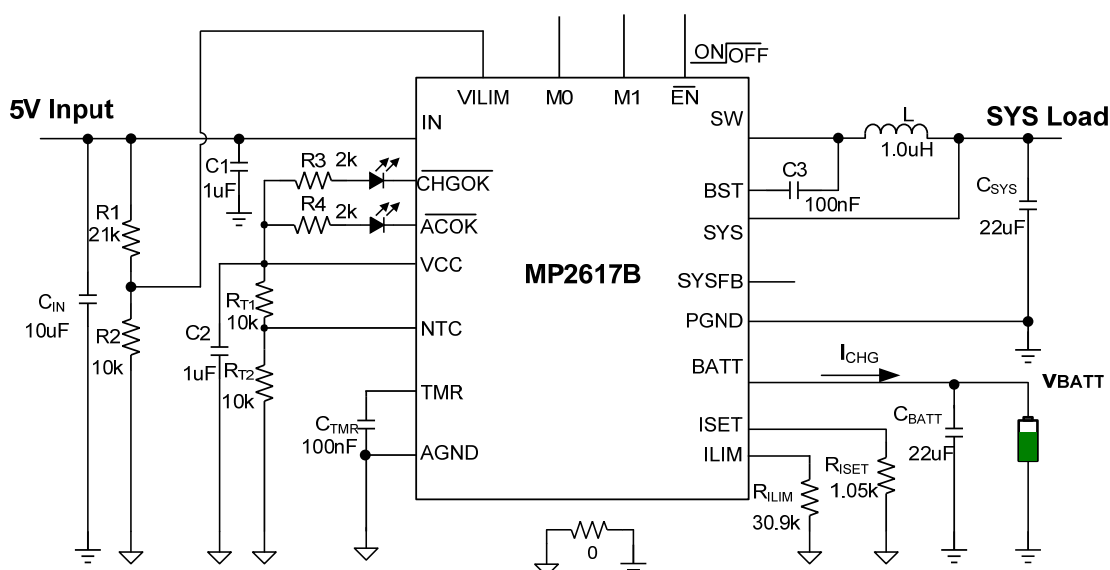 ON OFF
VILIM M0 M1 EN
5V Input
IN
SW
L
1.0uH
SYS Load
C1
1uF
R3 2k
CHGOK
R4 2k
ACOK
C3
100nF
BST
SYS
CSYS
22uF
R1
21k
VCC
MP2617B
SYSFB
CIN
10uF
RT1
10k
NTC
PGND
R2
10k
C2
1uF
RT2
10k
BATT
ICHG
VBATT
TMR
CTMR
100nF
AGND
ISET
ILIM
CBATT
22uF
RILIM
30.9k
RISET
1.05k
0